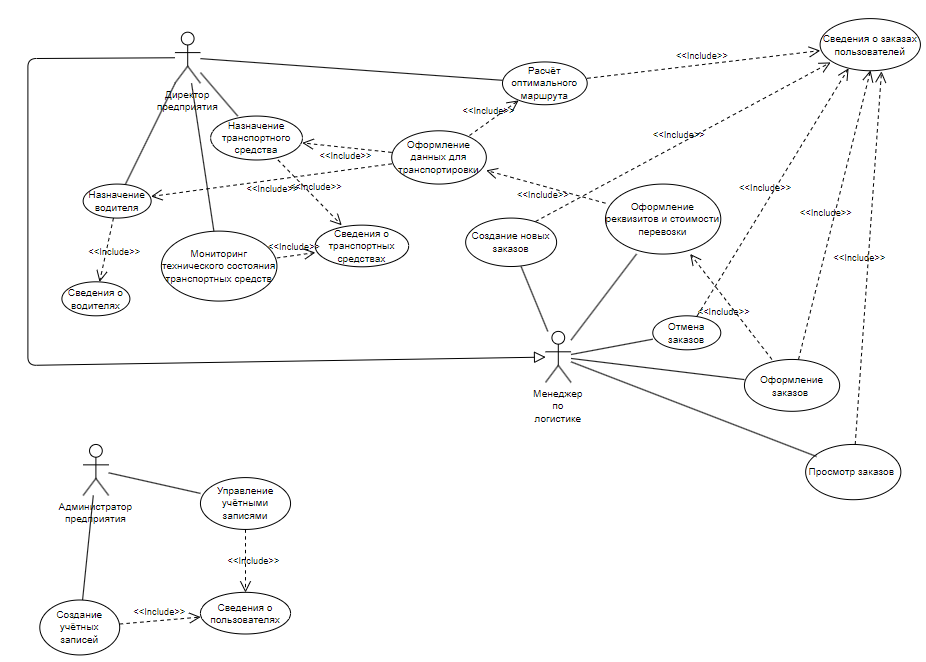 Сведения о заказах
пользователей
<<Include>>
Расчёт
оптимального
маршрута
Директор
предприятия
<<Include>>
Назначение
транспортного
средства
<<Include>>
Оформление
данных для
транспортировки
<<Include>>
<<Include>>
<<Include>>
<<Include>>
<<Include>>
Назначение
водителя
Оформление
реквизитов и стоимости
перевозки
<<Include>>
Создание новых
заказов
Сведения о
транспортных
средствах
<<Include>>
<<Include>>
Мониторинг
технического состояния
транспортных средств
<<Include>>
Сведения о
водителях
<<Include>>
Отмена
заказов
Оформление
заказов
Менеджер
по
логистике
Просмотр заказов
Администратор
предприятия
Управление
учётными
записями
<<Include>>
Создание
учётных
записей
<<Include>>
Сведения о
пользователях